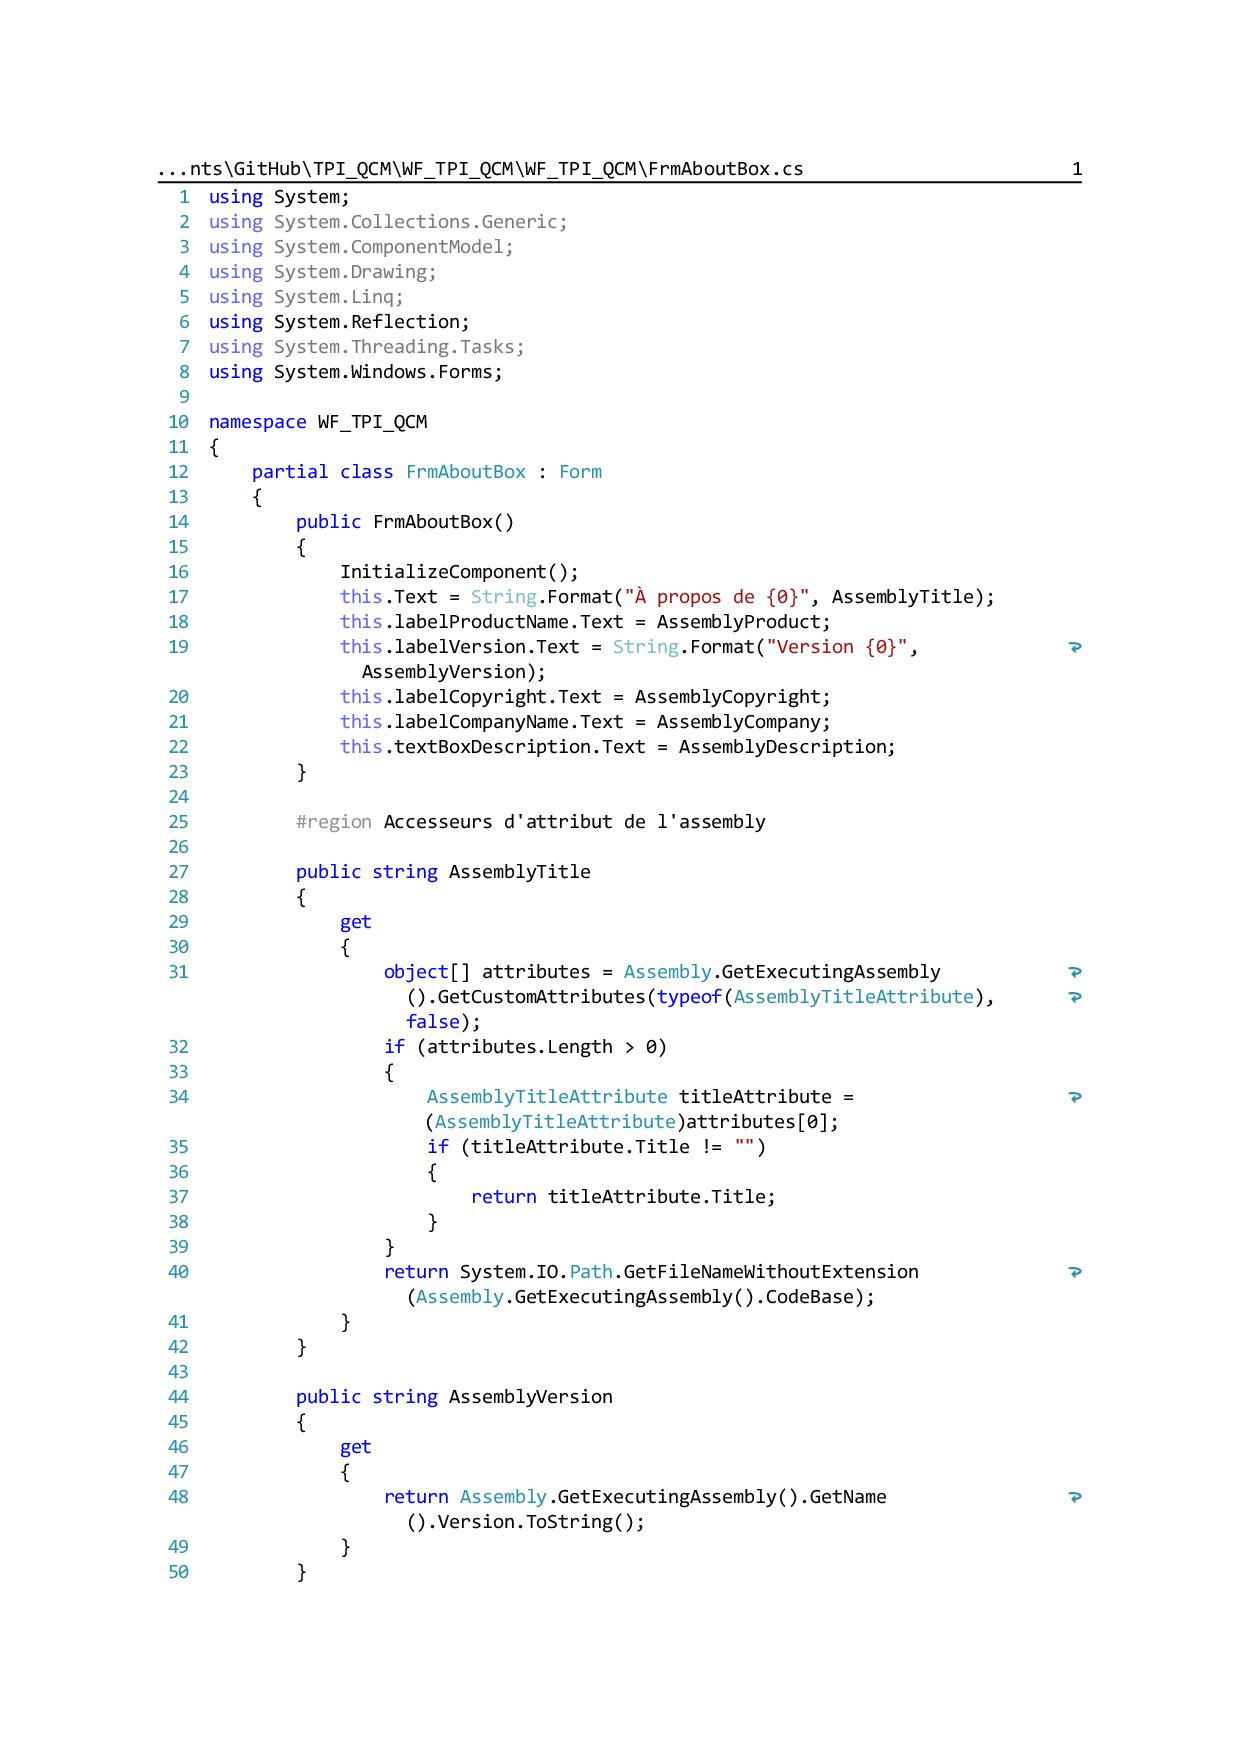 ...nts\GitHub\TPI_QCM\WF_TPI_QCM\WF_TPI_QCM\FrmAboutBox.cs 1
1 using System;
2 using System.Collections.Generic;
3 using System.ComponentModel;
4 using System.Drawing;
5 using System.Linq;
6 using System.Reflection;
7 using System.Threading.Tasks;
8 using System.Windows.Forms;
9
10 namespace WF_TPI_QCM
11 {
12     partial class FrmAboutBox : Form
13     {
14         public FrmAboutBox()
15         {
16             InitializeComponent();
17             this.Text = String.Format("À propos de {0}", AssemblyTitle);
18             this.labelProductName.Text = AssemblyProduct;
19             this.labelVersion.Text = String.Format("Version {0}",
AssemblyVersion);
20             this.labelCopyright.Text = AssemblyCopyright;
21             this.labelCompanyName.Text = AssemblyCompany;
22             this.textBoxDescription.Text = AssemblyDescription;
23         }
24
25         #region Accesseurs d'attribut de l'assembly
26
27         public string AssemblyTitle
28         {
29             get
30             {
31                 object[] attributes = Assembly.GetExecutingAssembly
().GetCustomAttributes(typeof(AssemblyTitleAttribute),
false);
32                 if (attributes.Length > 0)
33                 {
34                     AssemblyTitleAttribute titleAttribute =
(AssemblyTitleAttribute)attributes[0];
35                     if (titleAttribute.Title != "")
36                     {
37                         return titleAttribute.Title;
38                     }
39                 }
40                 return System.IO.Path.GetFileNameWithoutExtension
(Assembly.GetExecutingAssembly().CodeBase);
41             }
42         }
43
44         public string AssemblyVersion
45         {
46             get
47             {
48                 return Assembly.GetExecutingAssembly().GetName
().Version.ToString();
49             }
50         }